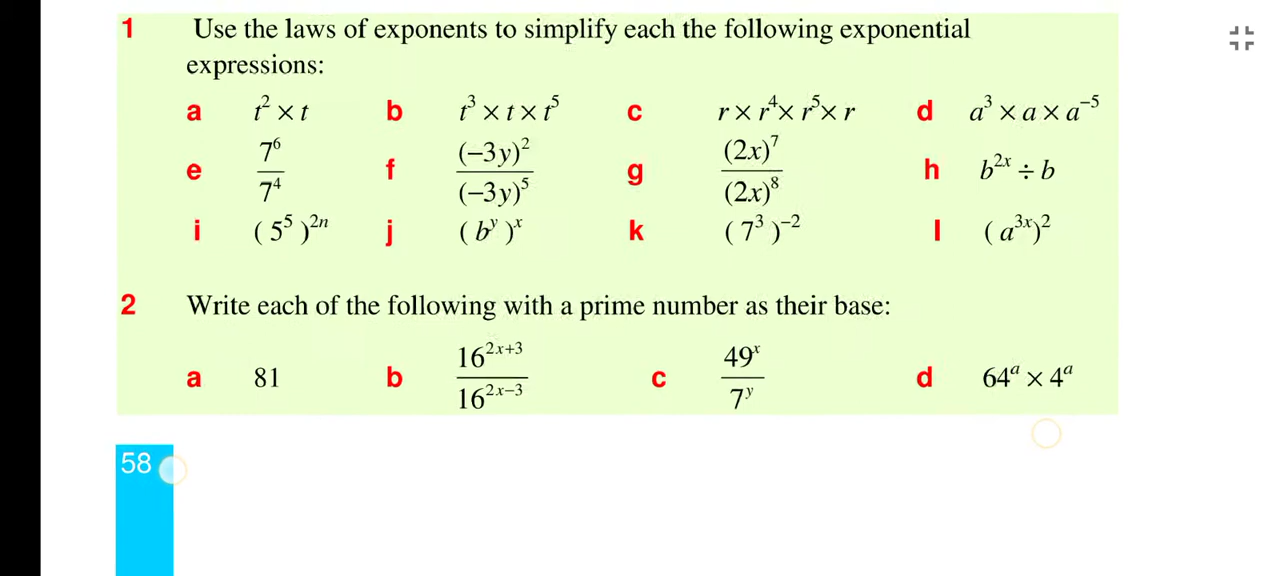 1 Use the laws of exponents to simplify each the following exponential
expressions:
a t² × t b t³ × t × t⁵ c r × r⁴ × r⁵ × r d a³ × a × a⁻⁵
e 7⁶/7⁴ f (−3y)²/(−3y)⁵ g (2x)⁷/(2x)⁸ h b²ˣ ÷ b
i (5⁵)²ⁿ j (bʸ)ˣ k (7³)⁻² l (a³ˣ)²
2 Write each of the following with a prime number as their base:
a 81 b 16²ˣ⁺³/16²ˣ⁻³ c 49ˣ/7ʸ d 64ᵃ × 4ᵃ
58